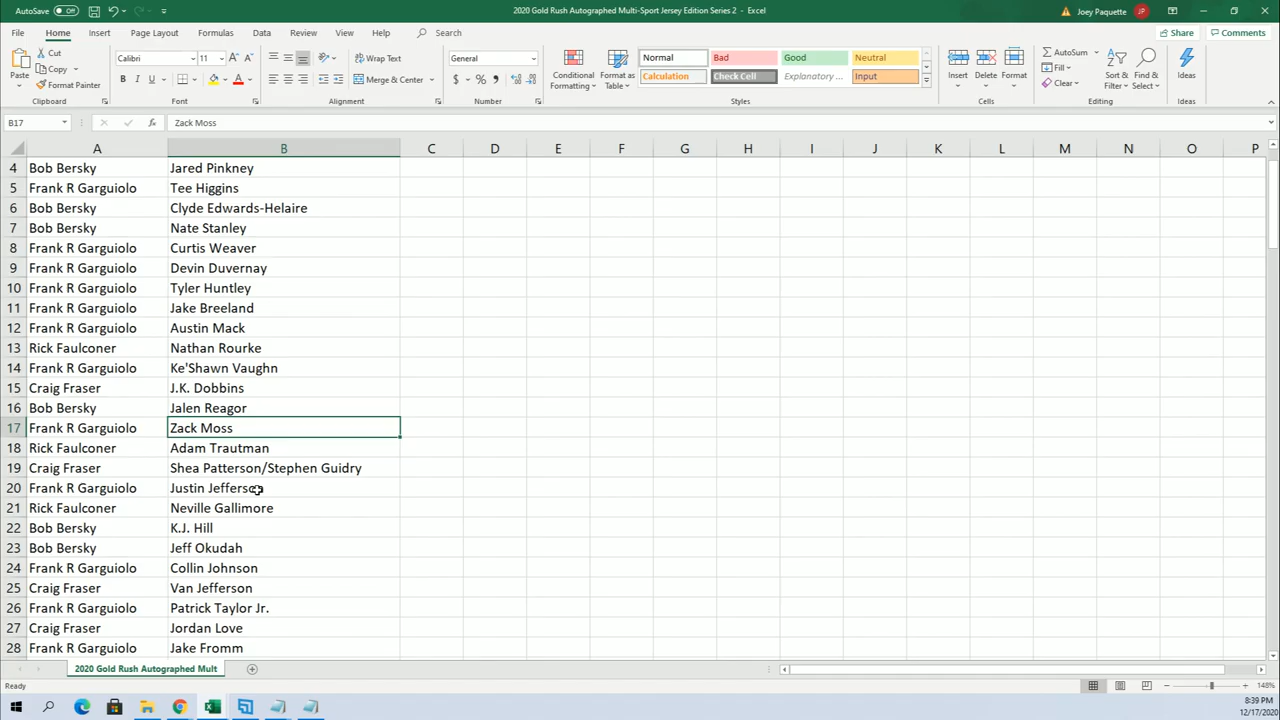 AutoSave Off 2020 Gold Rush Autographed Multi-Sport Jersey Edition Series 2 - Excel Joey Paquette JP
File Home Insert Page Layout Formulas Data Review View Help Search Share Comments
Paste Cut Copy Format Painter Clipboard
Calibri 11 B I U Font
Wrap Text Merge & Center Alignment
General $ % Number
Conditional Formatting Format as Table Normal Bad Good Neutral Calculation Check Cell Explanatory ... Input Styles
Insert Delete Format Cells
AutoSum Fill Clear Sort & Filter Find & Select Editing
Ideas Ideas
B17 fx Zack Moss
A B C D E F G H I J K L M N O P
4 Bob Bersky Jared Pinkney
5 Frank R Garguiolo Tee Higgins
6 Bob Bersky Clyde Edwards-Helaire
7 Bob Bersky Nate Stanley
8 Frank R Garguiolo Curtis Weaver
9 Frank R Garguiolo Devin Duvernay
10 Frank R Garguiolo Tyler Huntley
11 Frank R Garguiolo Jake Breeland
12 Frank R Garguiolo Austin Mack
13 Rick Faulconer Nathan Rourke
14 Frank R Garguiolo Ke'Shawn Vaughn
15 Craig Fraser J.K. Dobbins
16 Bob Bersky Jalen Reagor
17 Frank R Garguiolo Zack Moss
18 Rick Faulconer Adam Trautman
19 Craig Fraser Shea Patterson/Stephen Guidry
20 Frank R Garguiolo Justin Jefferson
21 Rick Faulconer Neville Gallimore
22 Bob Bersky K.J. Hill
23 Bob Bersky Jeff Okudah
24 Frank R Garguiolo Collin Johnson
25 Craig Fraser Van Jefferson
26 Frank R Garguiolo Patrick Taylor Jr.
27 Craig Fraser Jordan Love
28 Frank R Garguiolo Jake Fromm
2020 Gold Rush Autographed Mult
Ready 148%
8:39 PM
12/17/2020